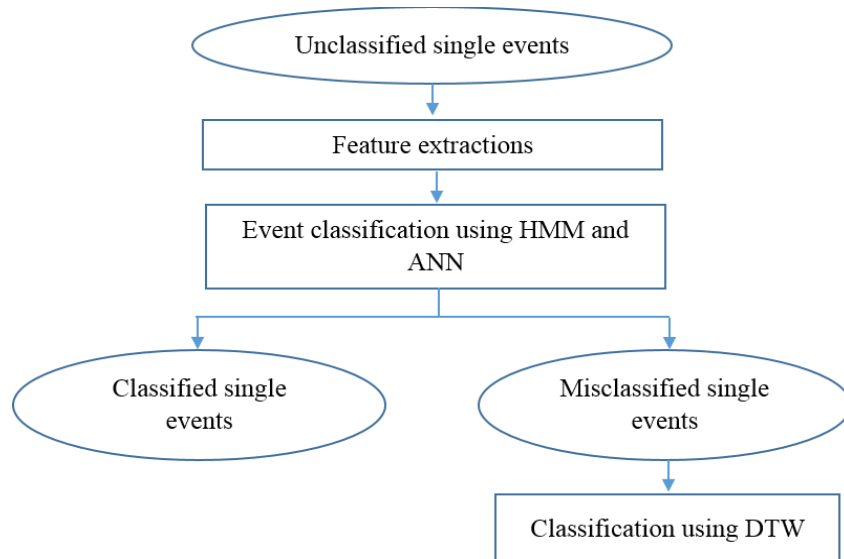 Unclassified single events
Feature extractions
Event classification using HMM and
ANN
Classified single
events
Misclassified single
events
Classification using DTW